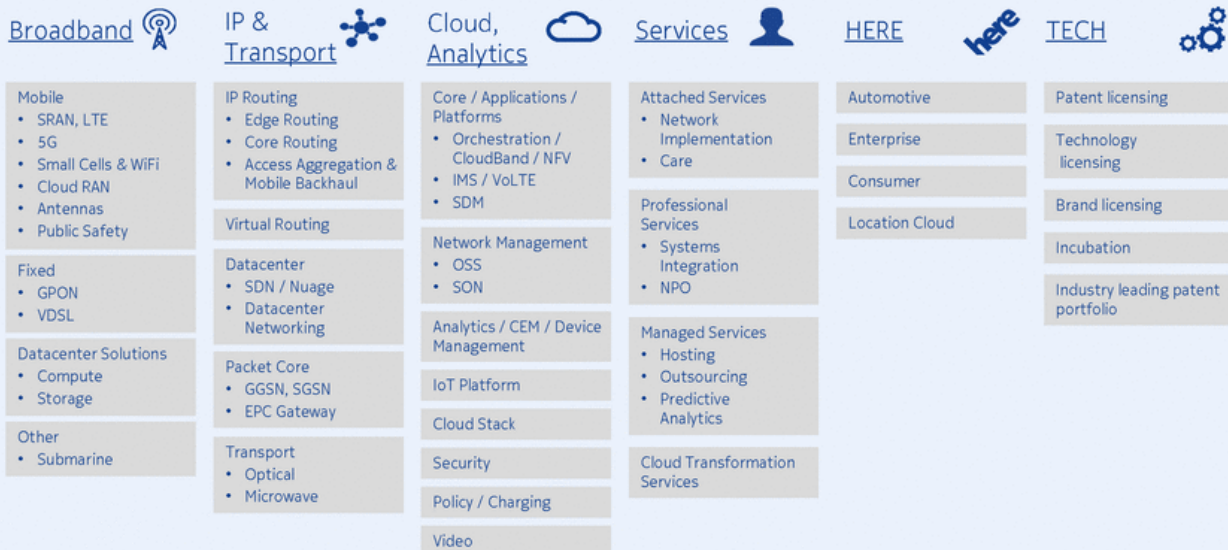 Broadband
Mobile
• SRAN, LTE
• 5G
• Small Cells & WiFi
• Cloud RAN
• Antennas
• Public Safety
Fixed
• GPON
• VDSL
Datacenter Solutions
• Compute
• Storage
Other
• Submarine
IP &
Transport
IP Routing
• Edge Routing
• Core Routing
• Access Aggregation &
Mobile Backhaul
Virtual Routing
Datacenter
• SDN / Nuage
• Datacenter
Networking
Packet Core
• GGSN, SGSN
• EPC Gateway
Transport
• Optical
• Microwave
Cloud,
Analytics
Core / Applications /
Platforms
• Orchestration /
CloudBand / NFV
• IMS / VoLTE
• SDM
Network Management
• OSS
• SON
Analytics / CEM / Device
Management
IoT Platform
Cloud Stack
Security
Policy / Charging
Video
Services
Attached Services
• Network
Implementation
• Care
Professional
Services
• Systems
Integration
• NPO
Managed Services
• Hosting
• Outsourcing
• Predictive
Analytics
Cloud Transformation
Services
HERE
here
Automotive
Enterprise
Consumer
Location Cloud
TECH
Patent licensing
Technology
licensing
Brand licensing
Incubation
Industry leading patent
portfolio